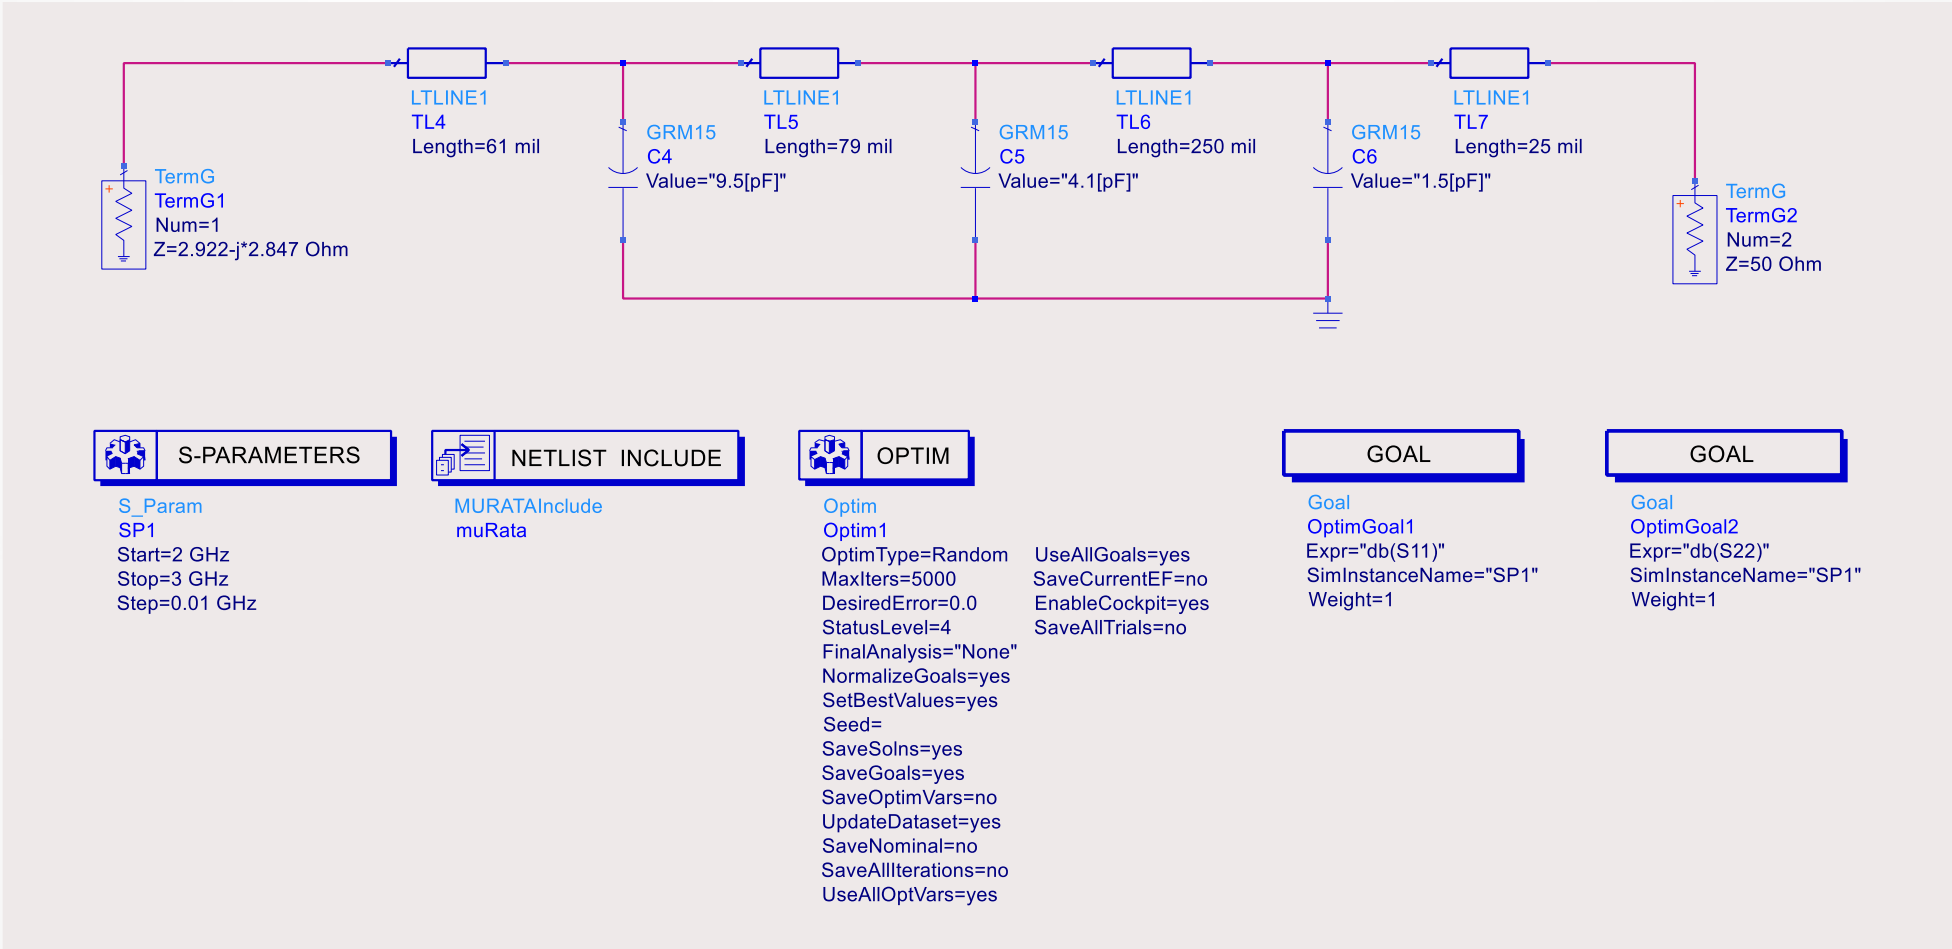 LTLINE1
TL4
Length=61 mil
LTLINE1
TL5
Length=79 mil
LTLINE1
TL6
Length=250 mil
LTLINE1
TL7
Length=25 mil
TermG
TermG1
Num=1
Z=2.922-j*2.847 Ohm
GRM15
C4
Value="9.5[pF]"
GRM15
C5
Value="4.1[pF]"
GRM15
C6
Value="1.5[pF]"
TermG
TermG2
Num=2
Z=50 Ohm
S-PARAMETERS
S_Param
SP1
Start=2 GHz
Stop=3 GHz
Step=0.01 GHz
NETLIST INCLUDE
MURATAInclude
muRata
OPTIM
Optim
Optim1
OptimType=Random
MaxIters=5000
DesiredError=0.0
StatusLevel=4
FinalAnalysis="None"
NormalizeGoals=yes
SetBestValues=yes
Seed=
SaveSolns=yes
SaveGoals=yes
SaveOptimVars=no
UpdateDataset=yes
SaveNominal=no
SaveAllIterations=no
UseAllOptVars=yes
UseAllGoals=yes
SaveCurrentEF=no
EnableCockpit=yes
SaveAllTrials=no
GOAL
Goal
OptimGoal1
Expr="db(S11)"
SimInstanceName="SP1"
Weight=1
GOAL
Goal
OptimGoal2
Expr="db(S22)"
SimInstanceName="SP1"
Weight=1